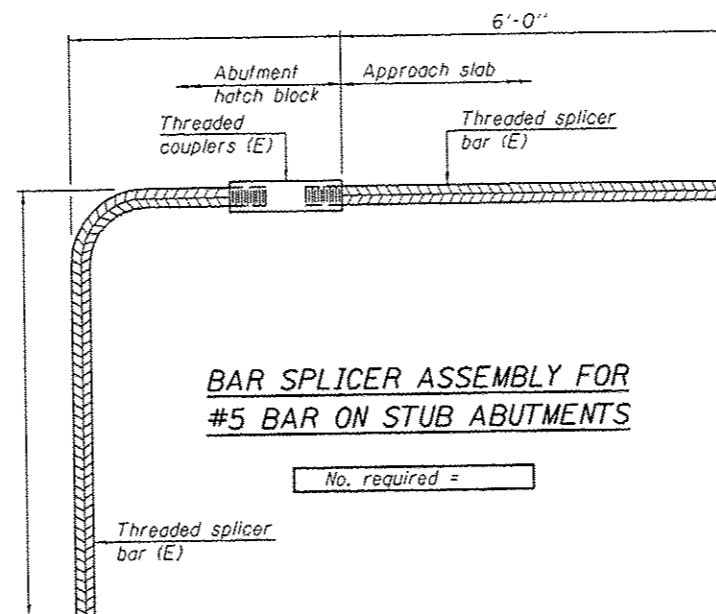 6'-0"
Abutment
hatch block
Approach slab
Threaded
couplers (E)
Threaded splicer
bar (E)
BAR SPLICER ASSEMBLY FOR
#5 BAR ON STUB ABUTMENTS
No. required =
Threaded splicer
bar (E)